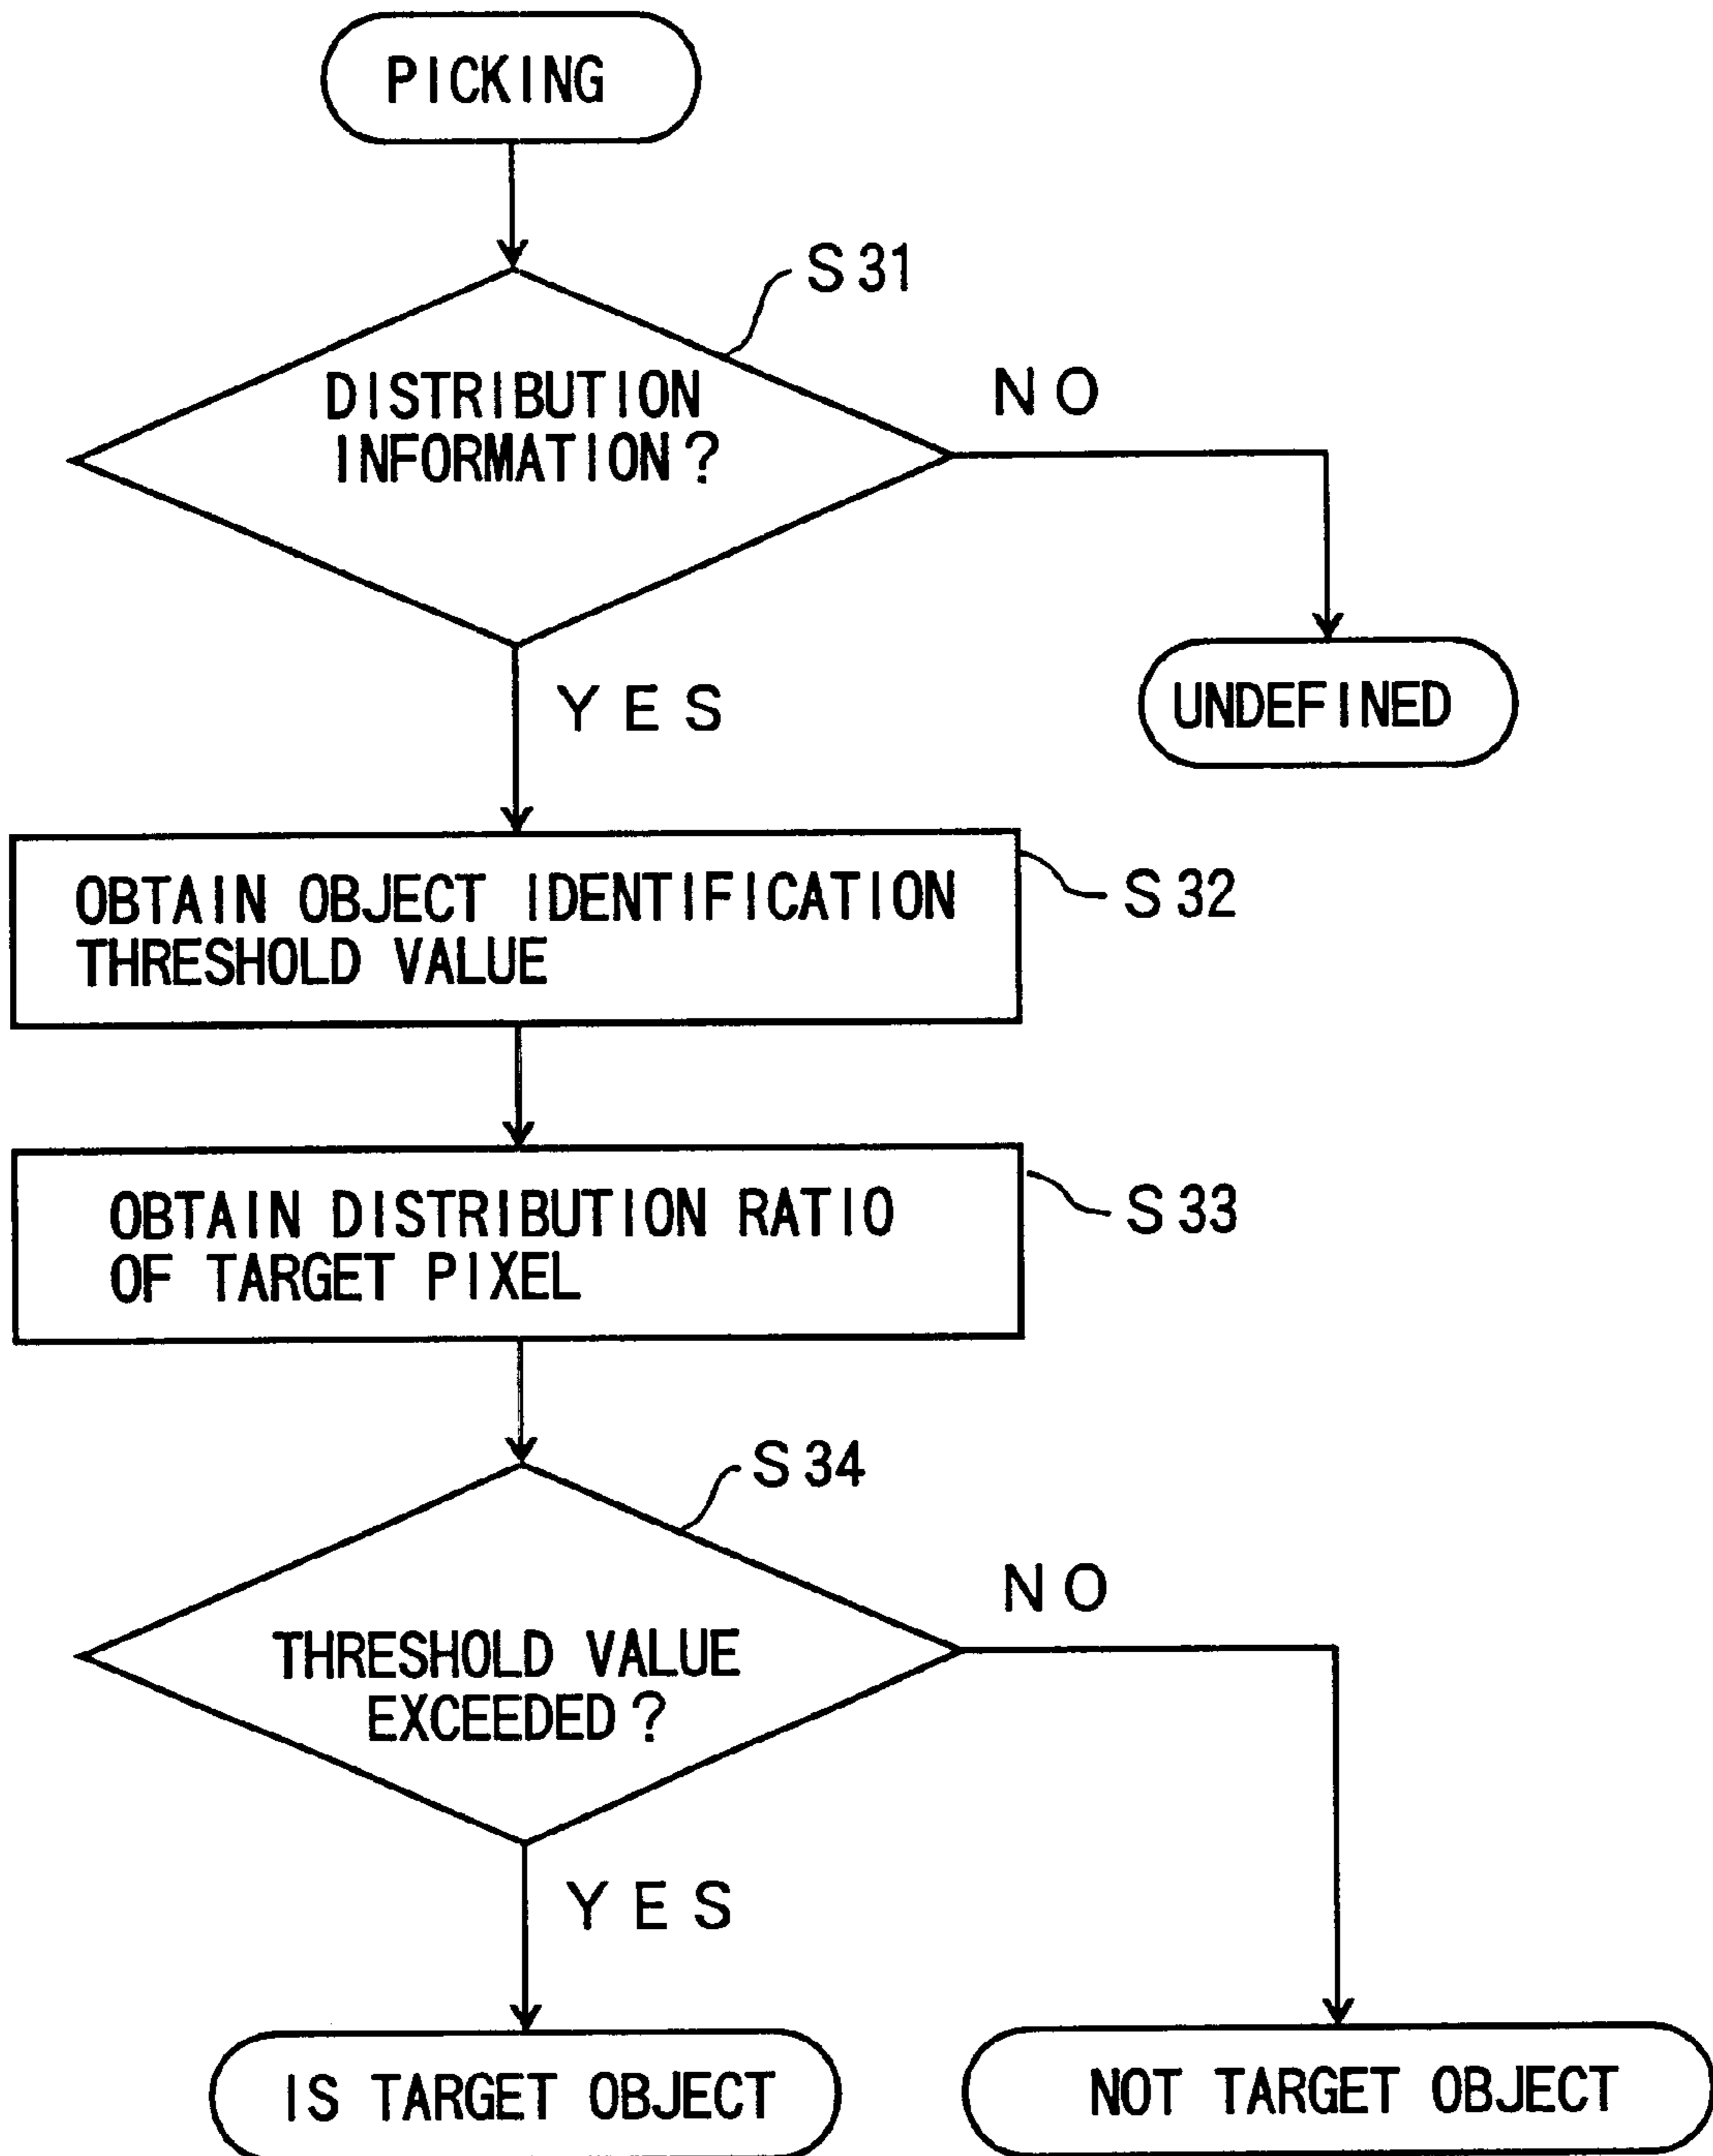 PICKING
S31
DISTRIBUTION
INFORMATION?
NO
YES
UNDEFINED
OBTAIN OBJECT IDENTIFICATION
THRESHOLD VALUE
S32
OBTAIN DISTRIBUTION RATIO
OF TARGET PIXEL
S33
S34
THRESHOLD VALUE
EXCEEDED?
NO
YES
IS TARGET OBJECT
NOT TARGET OBJECT